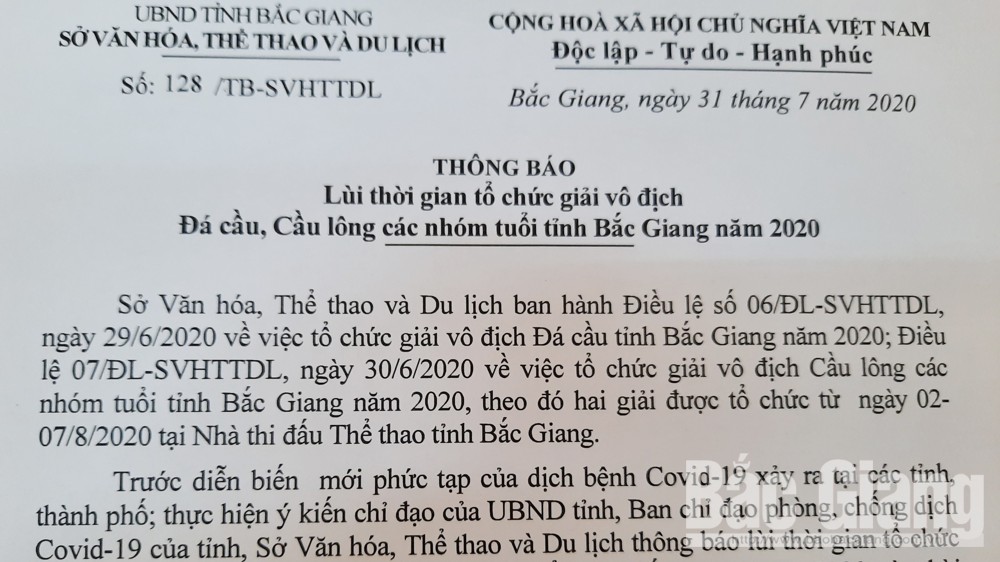 UBND TỈNH BẮC GIANG
SỞ VĂN HÓA, THỂ THAO VÀ DU LỊCH
Số: 128 /TB-SVHTTDL
CỘNG HOÀ XÃ HỘI CHỦ NGHĨA VIỆT NAM
Độc lập - Tự do - Hạnh phúc
Bắc Giang, ngày 31 tháng 7 năm 2020
THÔNG BÁO
Lùi thời gian tổ chức giải vô địch
Đá cầu, Cầu lông các nhóm tuổi tỉnh Bắc Giang năm 2020
Sở Văn hóa, Thể thao và Du lịch ban hành Điều lệ số 06/ĐL-SVHTTDL,
ngày 29/6/2020 về việc tổ chức giải vô địch Đá cầu tỉnh Bắc Giang năm 2020; Điều
lệ 07/ĐL-SVHTTDL, ngày 30/6/2020 về việc tổ chức giải vô địch Cầu lông các
nhóm tuổi tỉnh Bắc Giang năm 2020, theo đó hai giải được tổ chức từ ngày 02-
07/8/2020 tại Nhà thi đấu Thể thao tỉnh Bắc Giang.
Trước diễn biến mới phức tạp của dịch bệnh Covid-19 xảy ra tại các tỉnh,
thành phố; thực hiện ý kiến chỉ đạo của UBND tỉnh, Ban chỉ đạo phòng, chống dịch
Covid-19 của tỉnh, Sở Văn hóa, Thể thao và Du lịch thông báo lùi thời gian tổ chức
Bắc Giang